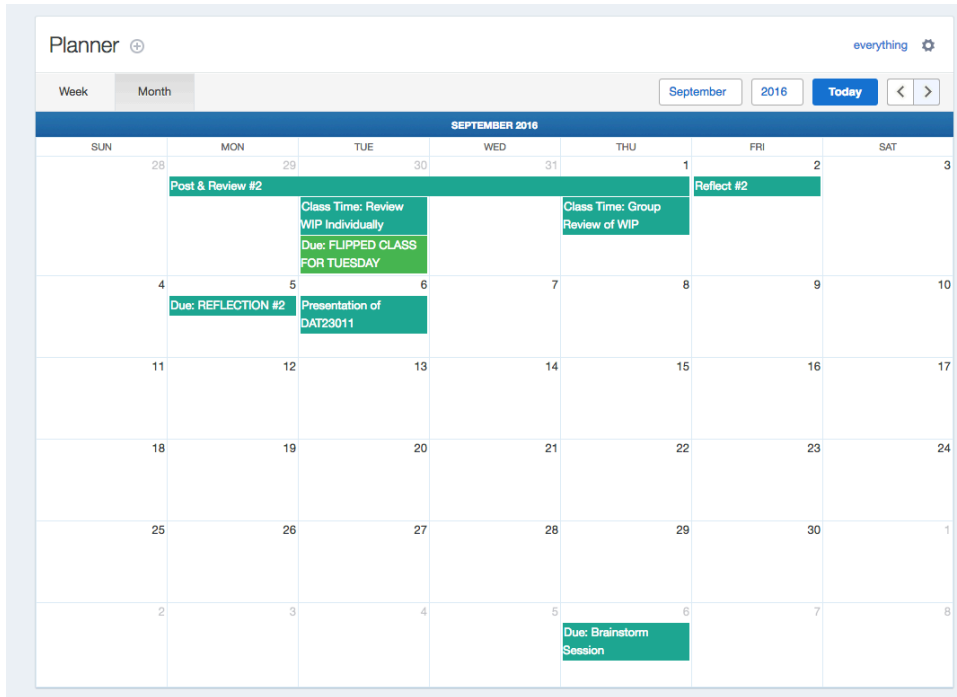 Planner
everything
Week Month September 2016 Today
SEPTEMBER 2016
SUN MON TUE WED THU FRI SAT
28 29 30 31 1 2 3
Post & Review #2 Reflect #2
Class Time: Review Class Time: Group
WIP Individually Review of WIP
Due: FLIPPED CLASS
FOR TUESDAY
4 5 6 7 8 9 10
Due: REFLECTION #2 Presentation of
DAT23011
11 12 13 14 15 16 17
18 19 20 21 22 23 24
25 26 27 28 29 30 1
2 3 4 5 6 7 8
Due: Brainstorm
Session